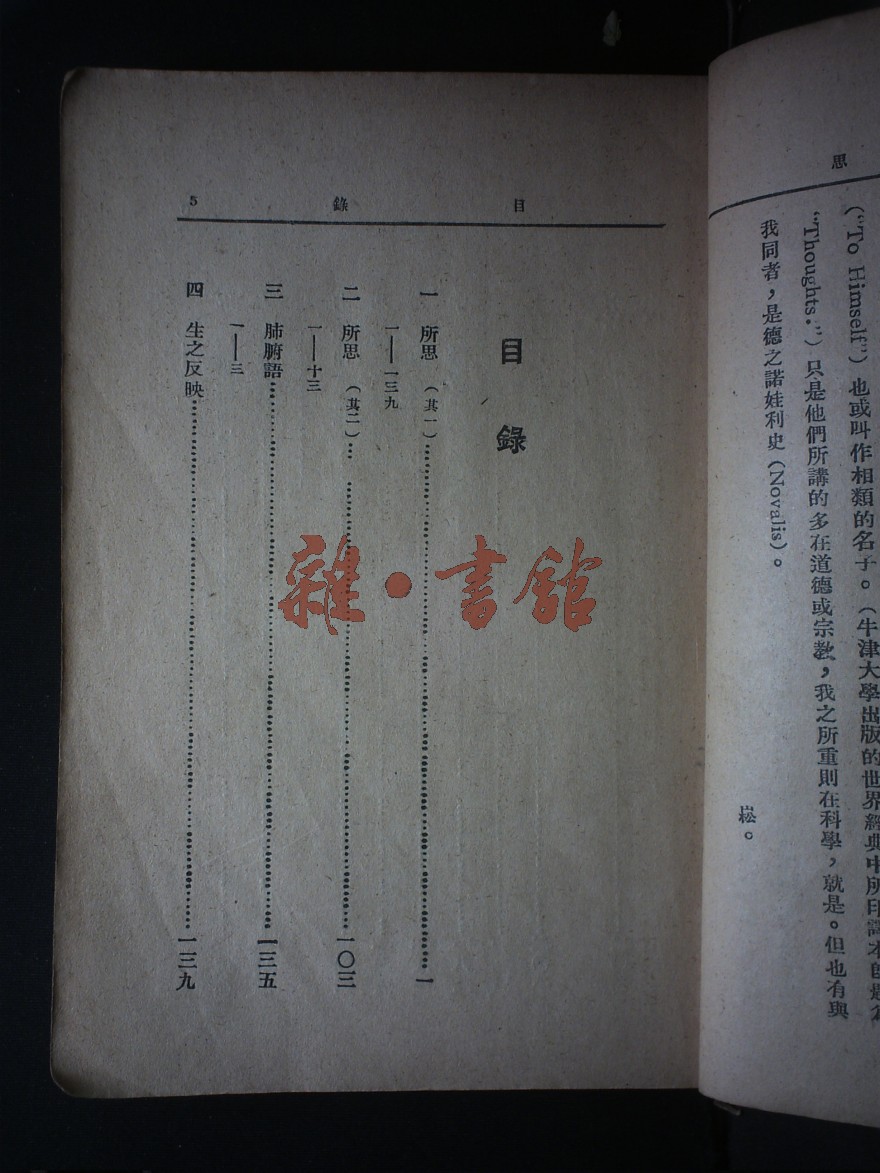 思
（"To Himself"）也或叫作相類的名子。（牛津大學出版的世界經典中所印譯本
"Thoughts."）只是他們所講的多在道德或宗教，我之所重則在科學，就是。但也有與
我同者，是德之諾娃利史（Novalis）。
崧。
目錄 5
目錄
一 所思（其一）……一
一——一三九
二 所思（其二）……一〇三
一——十三
三 肺腑語……一三五
一——三
四 生之反映……一三九
雜·書館